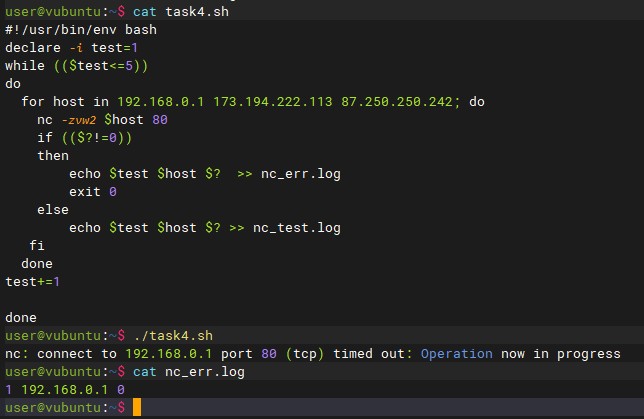 user@vubuntu:~$ cat task4.sh
#!/usr/bin/env bash
declare -i test=1
while (($test<=5))
do
  for host in 192.168.0.1 173.194.222.113 87.250.250.242; do
    nc -zvw2 $host 80
    if (($?!=0))
    then
        echo $test $host $?  >> nc_err.log
        exit 0
    else
        echo $test $host $? >> nc_test.log
   fi
  done
test+=1

done
user@vubuntu:~$ ./task4.sh
nc: connect to 192.168.0.1 port 80 (tcp) timed out: Operation now in progress
user@vubuntu:~$ cat nc_err.log
1 192.168.0.1 0
user@vubuntu:~$